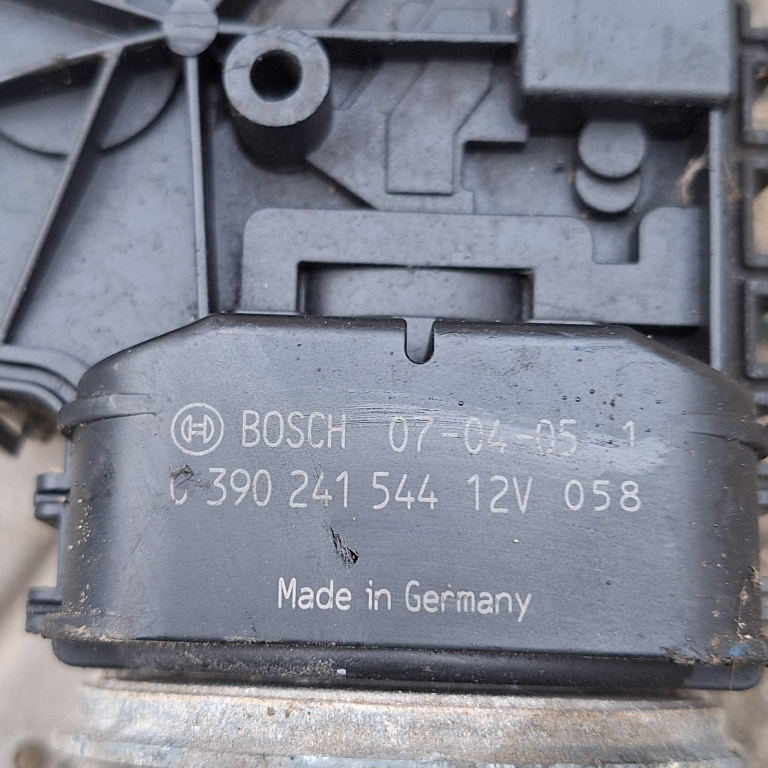 BOSCH 07-04-05 1
0 390 241 544 12V 058
Made in Germany